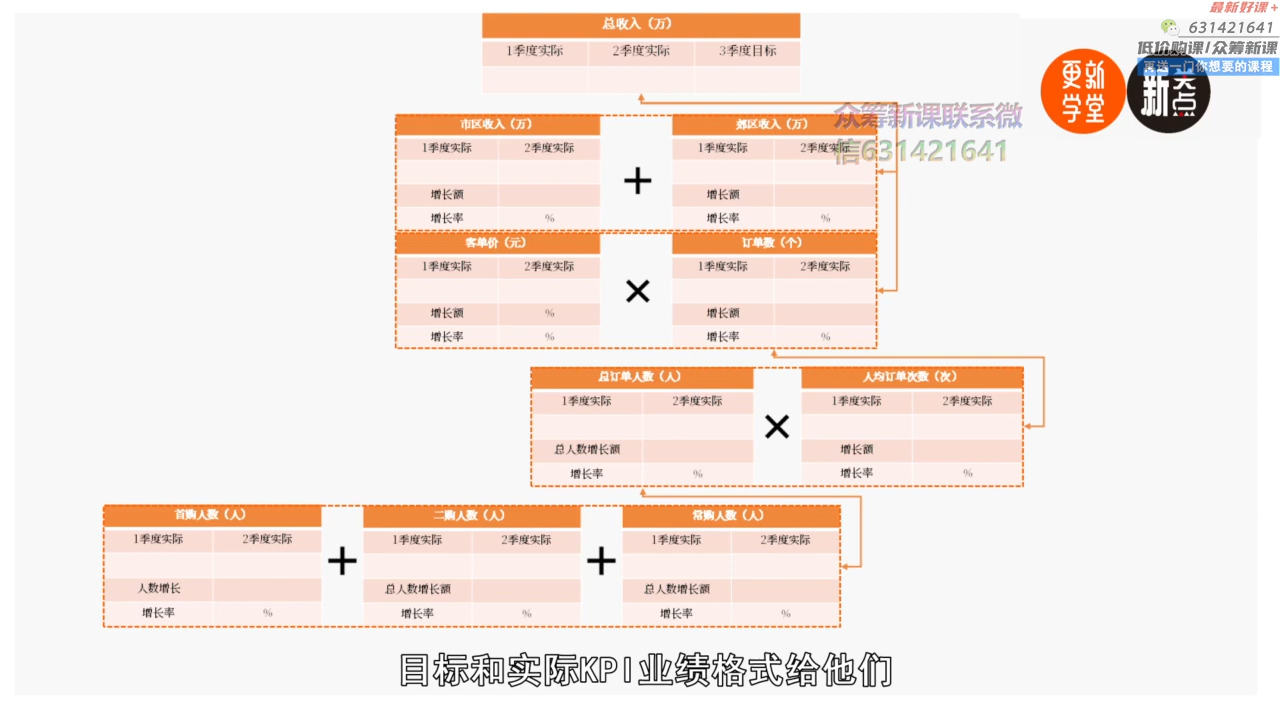 最新好课+
631421641
低价购课/众筹新课
再送一门你想要的课程
更新
学堂
新关
点
众筹新课联系微
信631421641
总收入（万）
1季度实际 2季度实际 3季度目标
市区收入（万） 郊区收入（万）
1季度实际 2季度实际 1季度实际 2季度实际
+
增长额 增长额
增长率 % 增长率 %
客单价（元） 订单数（个）
1季度实际 2季度实际 1季度实际 2季度实际
×
增长额 % 增长额
增长率 % 增长率 %
总订单人数（人） 人均订单次数（次）
1季度实际 2季度实际 1季度实际 2季度实际
×
总人数增长额 增长额
增长率 % 增长率 %
首购人数（人） 二购人数（人） 常购人数（人）
1季度实际 2季度实际 1季度实际 2季度实际 1季度实际 2季度实际
+ +
人数增长 总人数增长额 总人数增长额
增长率 % 增长率 % 增长率 %
目标和实际KPI业绩格式给他们